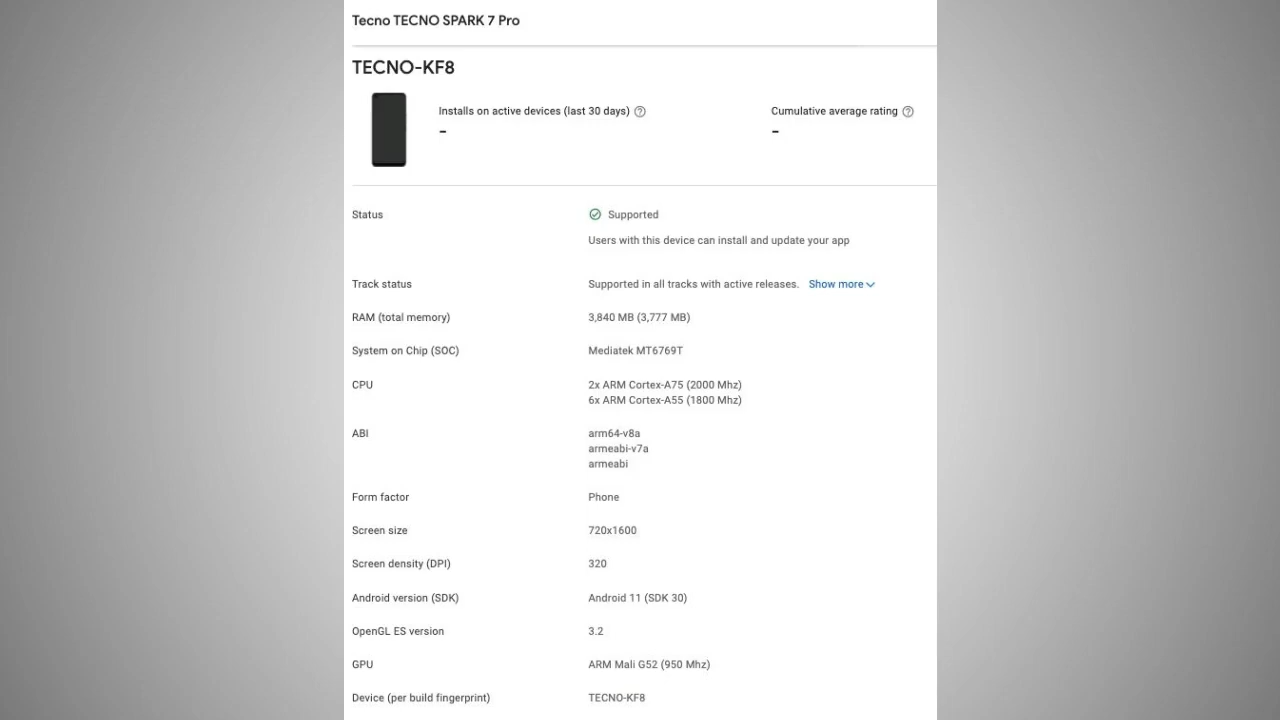 Tecno TECNO SPARK 7 Pro
TECNO-KF8
Installs on active devices (last 30 days)
-
Cumulative average rating
-
Status
Supported
Users with this device can install and update your app
Track status
Supported in all tracks with active releases. Show more
RAM (total memory)
3,840 MB (3,777 MB)
System on Chip (SOC)
Mediatek MT6769T
CPU
2x ARM Cortex-A75 (2000 Mhz)
6x ARM Cortex-A55 (1800 Mhz)
ABI
arm64-v8a
armeabi-v7a
armeabi
Form factor
Phone
Screen size
720x1600
Screen density (DPI)
320
Android version (SDK)
Android 11 (SDK 30)
OpenGL ES version
3.2
GPU
ARM Mali G52 (950 Mhz)
Device (per build fingerprint)
TECNO-KF8